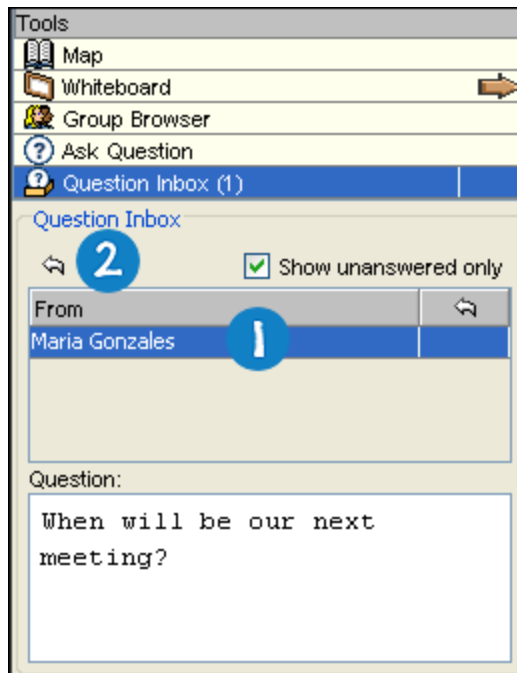 Tools
Map
Whiteboard
Group Browser
? Ask Question
? Question Inbox (1)
Question Inbox
2
Show unanswered only
From
Maria Gonzales
1
Question:
When will be our next
meeting?